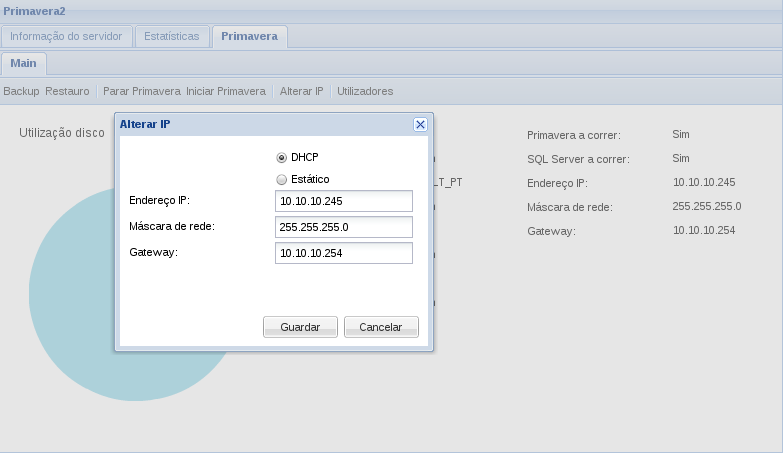 Primavera2
Informação do servidor Estatísticas Primavera
Main
Backup Restauro Parar Primavera Iniciar Primavera Alterar IP Utilizadores
Utilização disco
Alterar IP
DHCP
Estático
Endereço IP: 10.10.10.245
Máscara de rede: 255.255.255.0
Gateway: 10.10.10.254
Guardar Cancelar
LT_PT
Primavera a correr: Sim
SQL Server a correr: Sim
Endereço IP: 10.10.10.245
Máscara de rede: 255.255.255.0
Gateway: 10.10.10.254